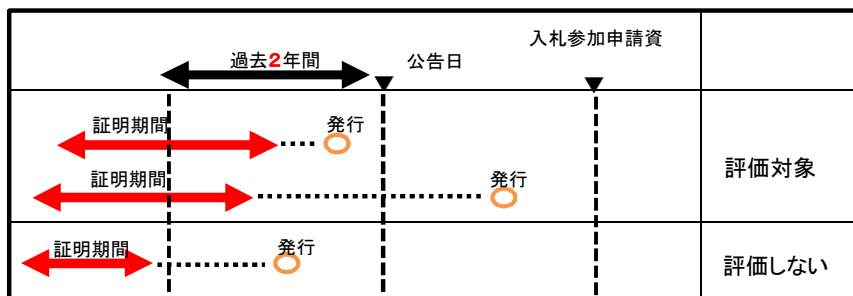 入札参加申請資
過去2年間
公告日
証明期間
発行
証明期間
発行
評価対象
証明期間
発行
評価しない